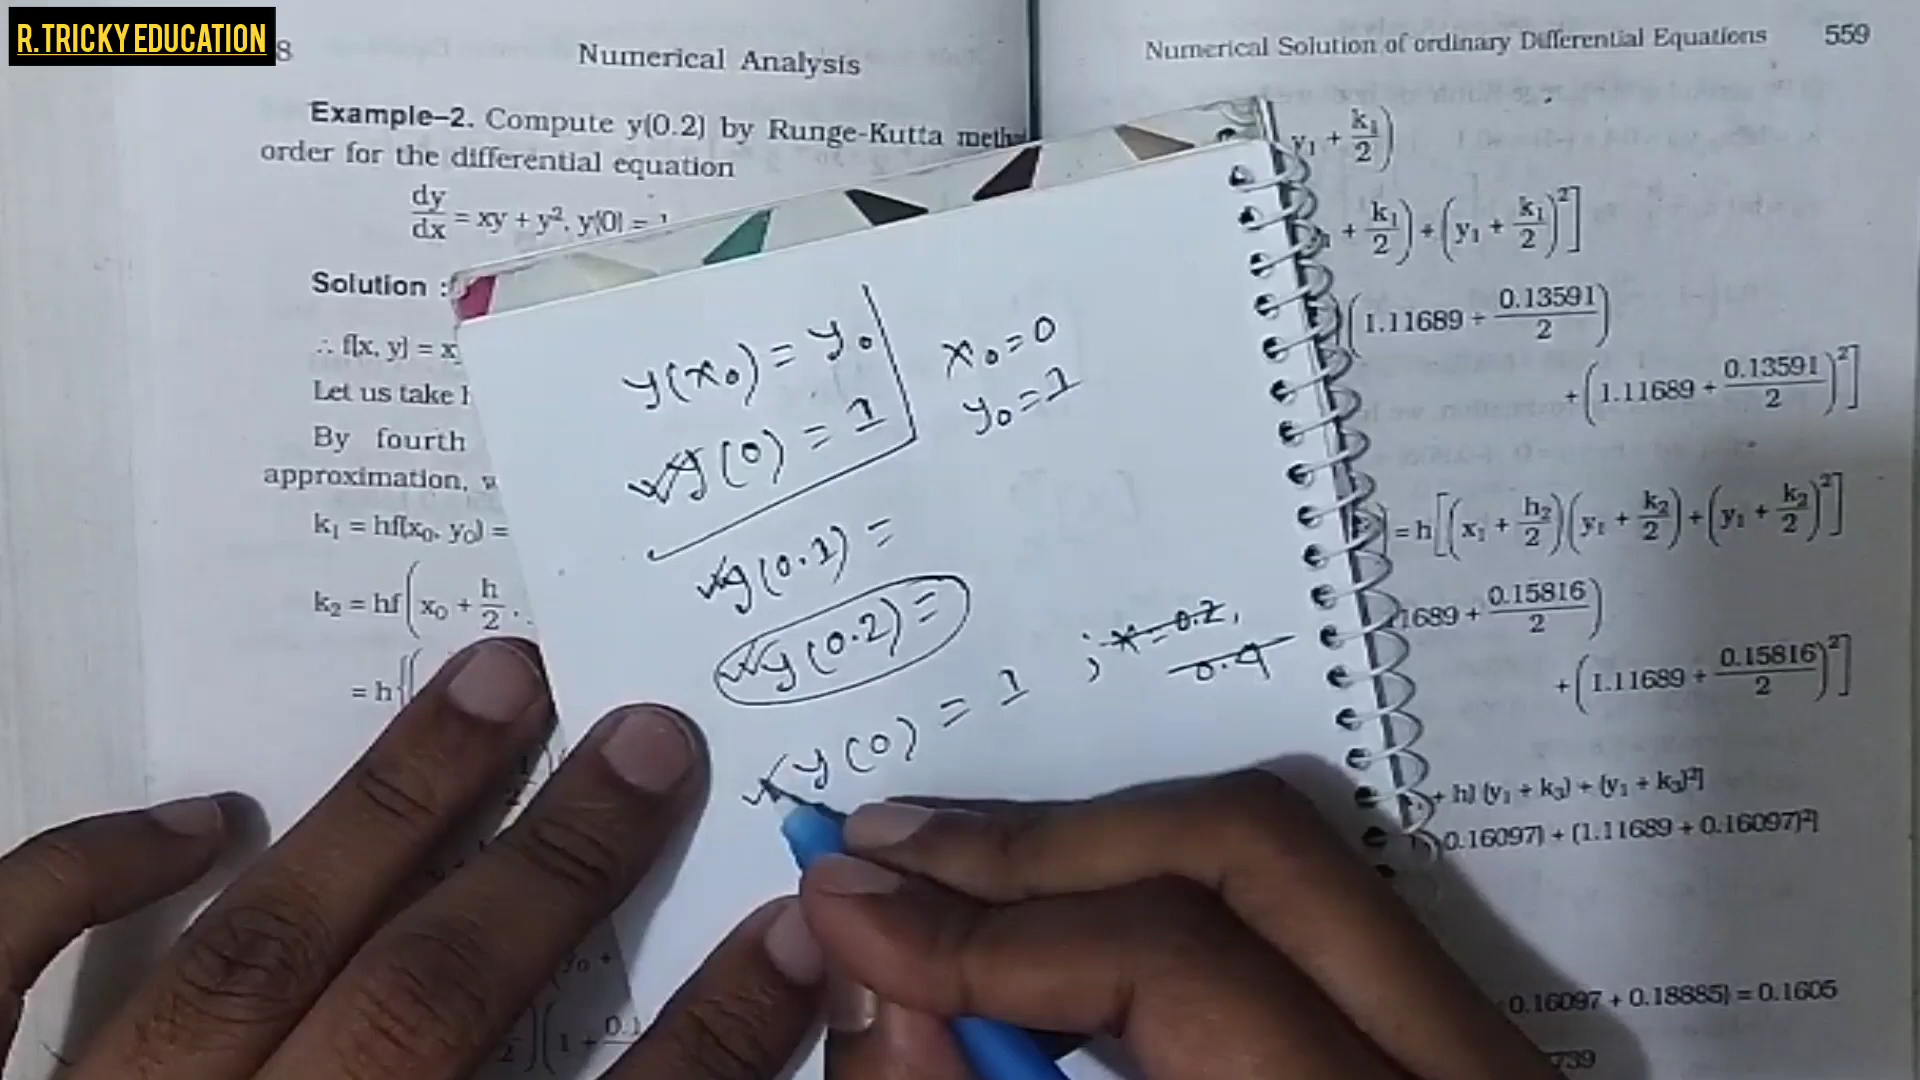 R.TRICKY EDUCATION
8
Numerical Analysis
Example–2. Compute y(0.2) by Runge-Kutta
order for the differential equation
dy/dx = xy + y², y(0) =
Solution :
∴ f[x, y] = x
Let us take h
By fourth
approximation,
k₁ = hf(x₀, y₀) =
k₂ = hf( x₀ + h/2 ,
= h{(
y(x₀) = y₀
y(0) = 1
x₀ = 0
y₀ = 1
y(0.1) =
y(0.2) =
y(0) = 1 ; x = 0.2,
0.4
Numerical Solution of ordinary Differential Equations 559
y₁ + k₁/2)
+ k₁/2) + (y₁ + k₁/2)²]
(1.11689 + 0.13591/2)
+ (1.11689 + 0.13591/2)²]
= h[(x₁ + h₂/2)(y₁ + k₂/2) + (y₁ + k₂/2)²]
1689 + 0.15816/2)
+ (1.11689 + 0.15816/2)²]
+ h) (y₁ + k₃) + (y₁ + k₃)²]
0.16097) + (1.11689 + 0.16097)²]
0.16097 + 0.18885) = 0.1605
739
(1 + 0.1